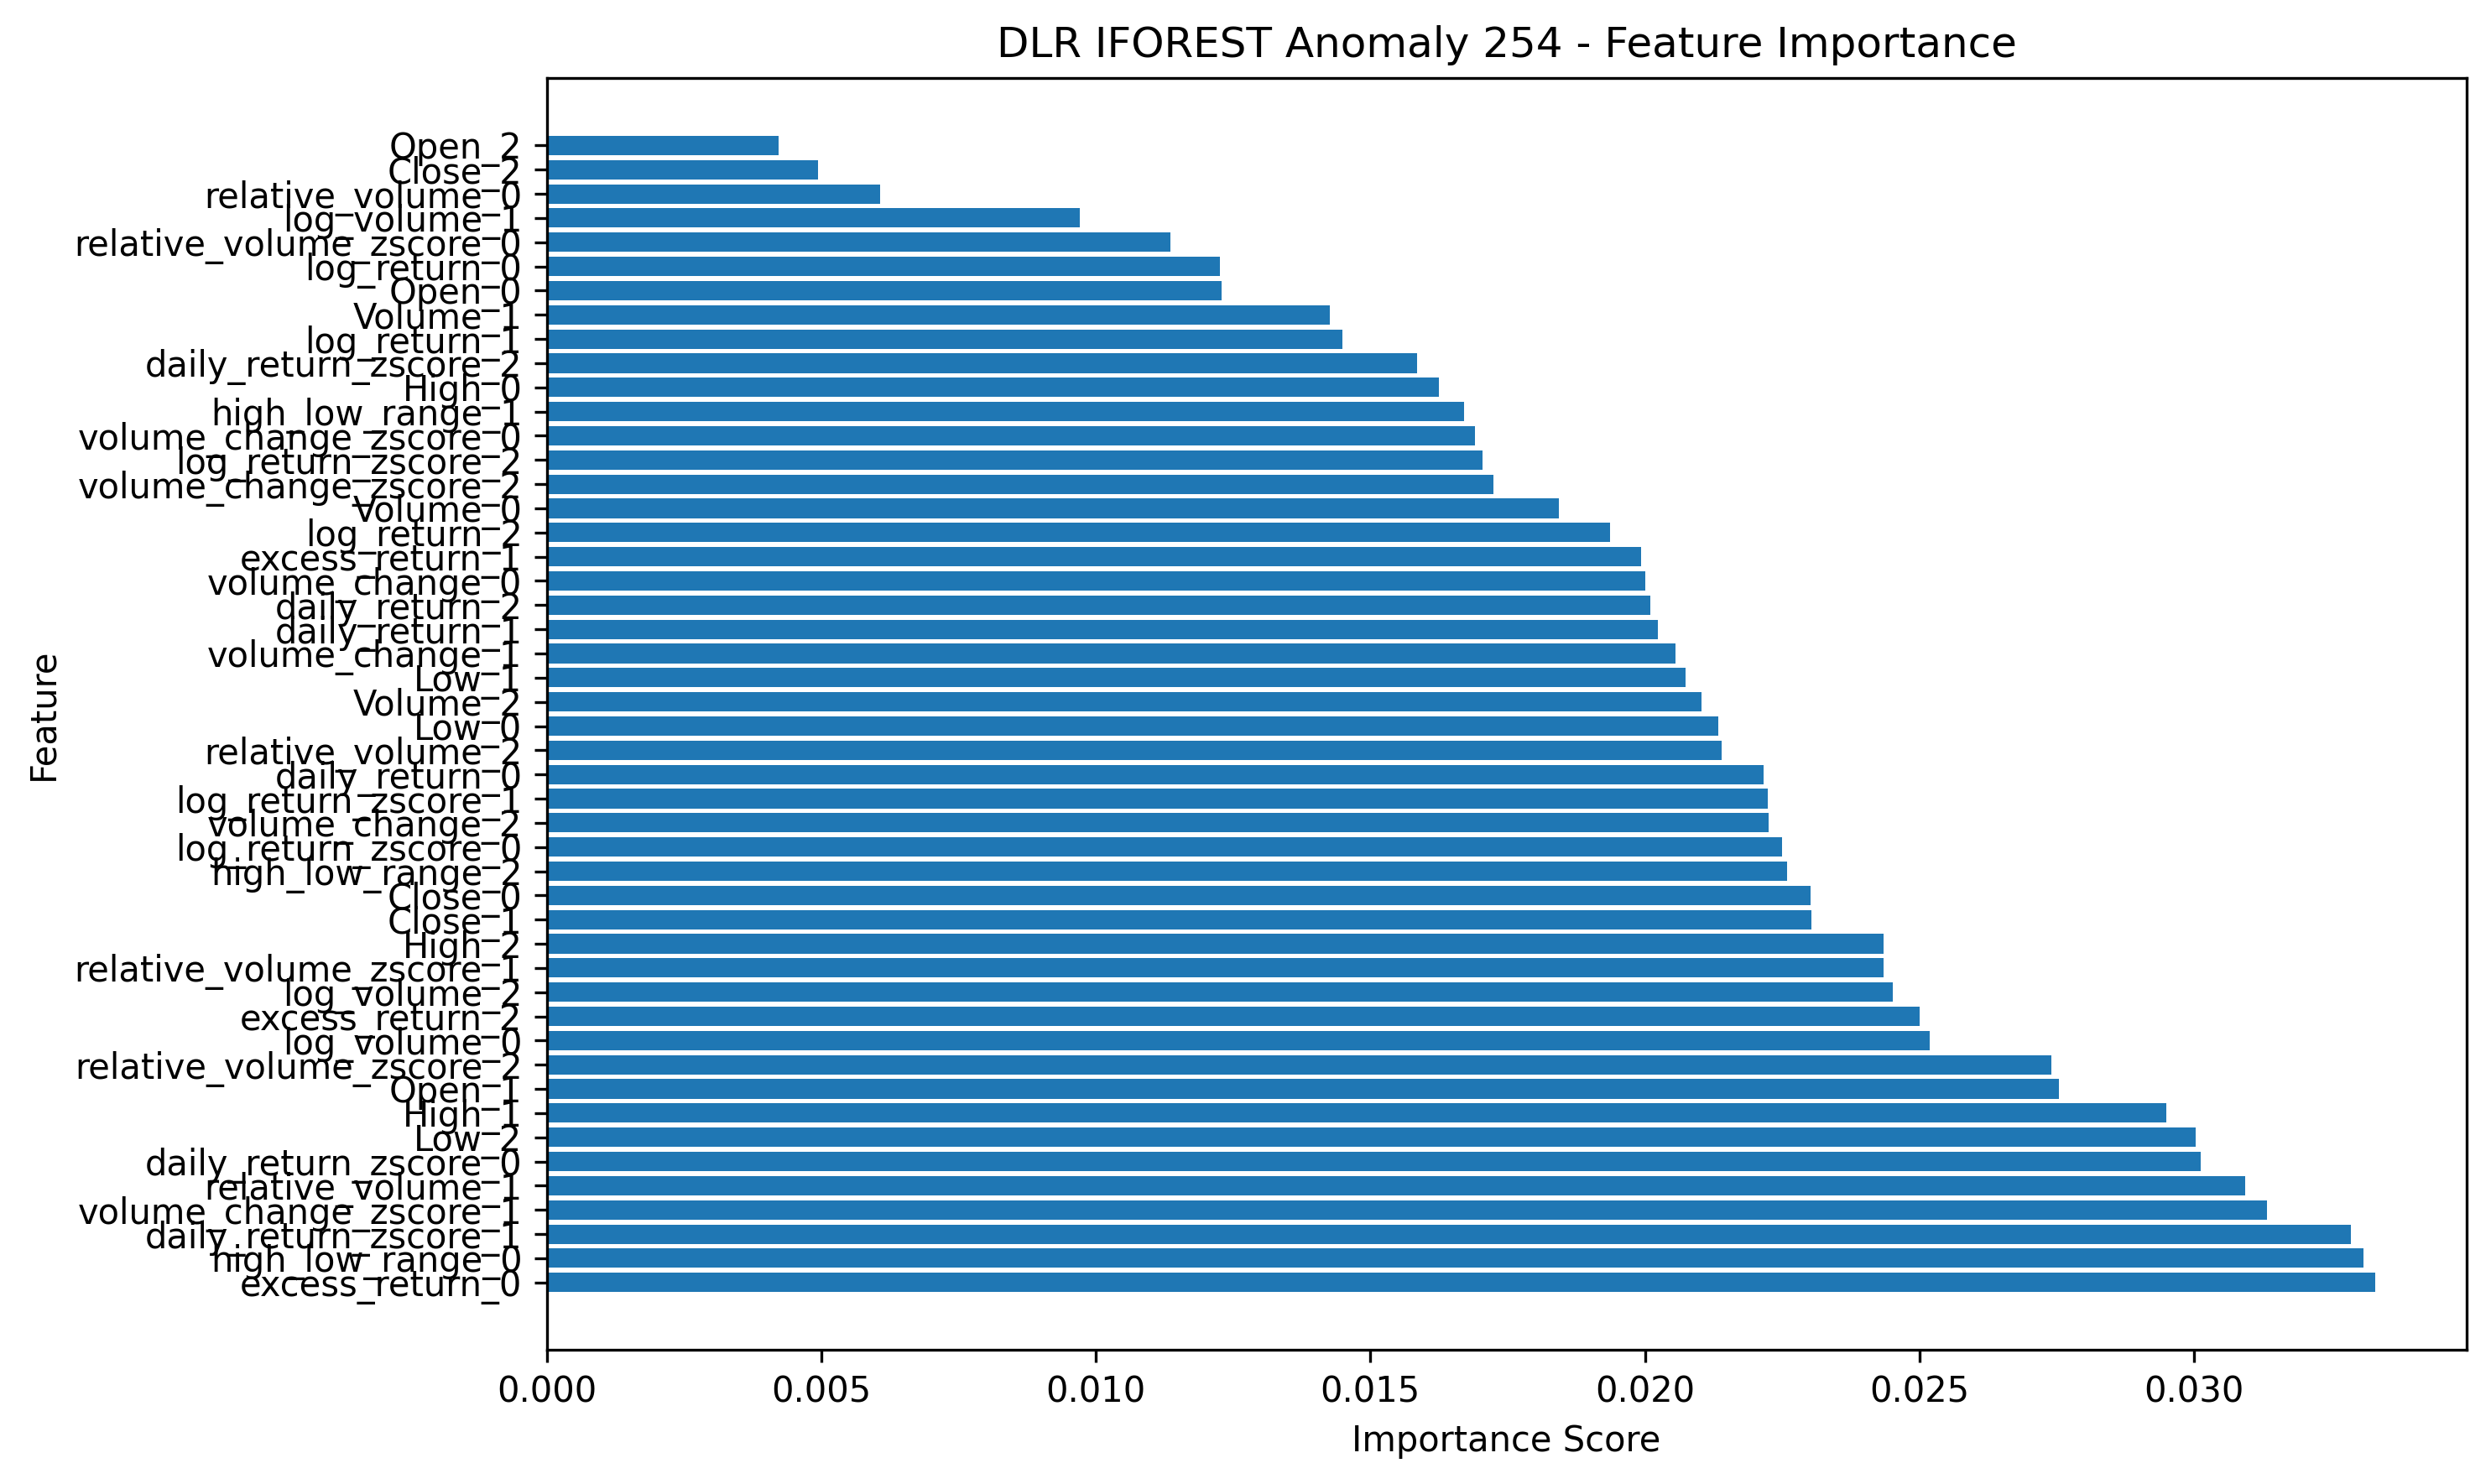 DLR IFOREST Anomaly 254 - Feature Importance
Open_2
Close_2
relative_volume_0
log_volume_1
relative_volume_zscore_0
log_return_0
Open_0
Volume_1
log_return_1
daily_return_zscore_2
High_0
high_low_range_1
volume_change_zscore_0
log_return_zscore_2
volume_change_zscore_2
Volume_0
log_return_2
excess_return_1
volume_change_0
daily_return_2
daily_return_1
volume_change_1
Low_1
Volume_2
Low_0
relative_volume_2
daily_return_0
log_return_zscore_1
volume_change_2
log_return_zscore_0
high_low_range_2
Close_0
Close_1
High_2
relative_volume_zscore_1
log_volume_2
excess_return_2
log_volume_0
relative_volume_zscore_2
Open_1
High_1
Low_2
daily_return_zscore_0
relative_volume_1
volume_change_zscore_1
daily_return_zscore_1
high_low_range_0
excess_return_0
Feature
0.000 0.005 0.010 0.015 0.020 0.025 0.030
Importance Score